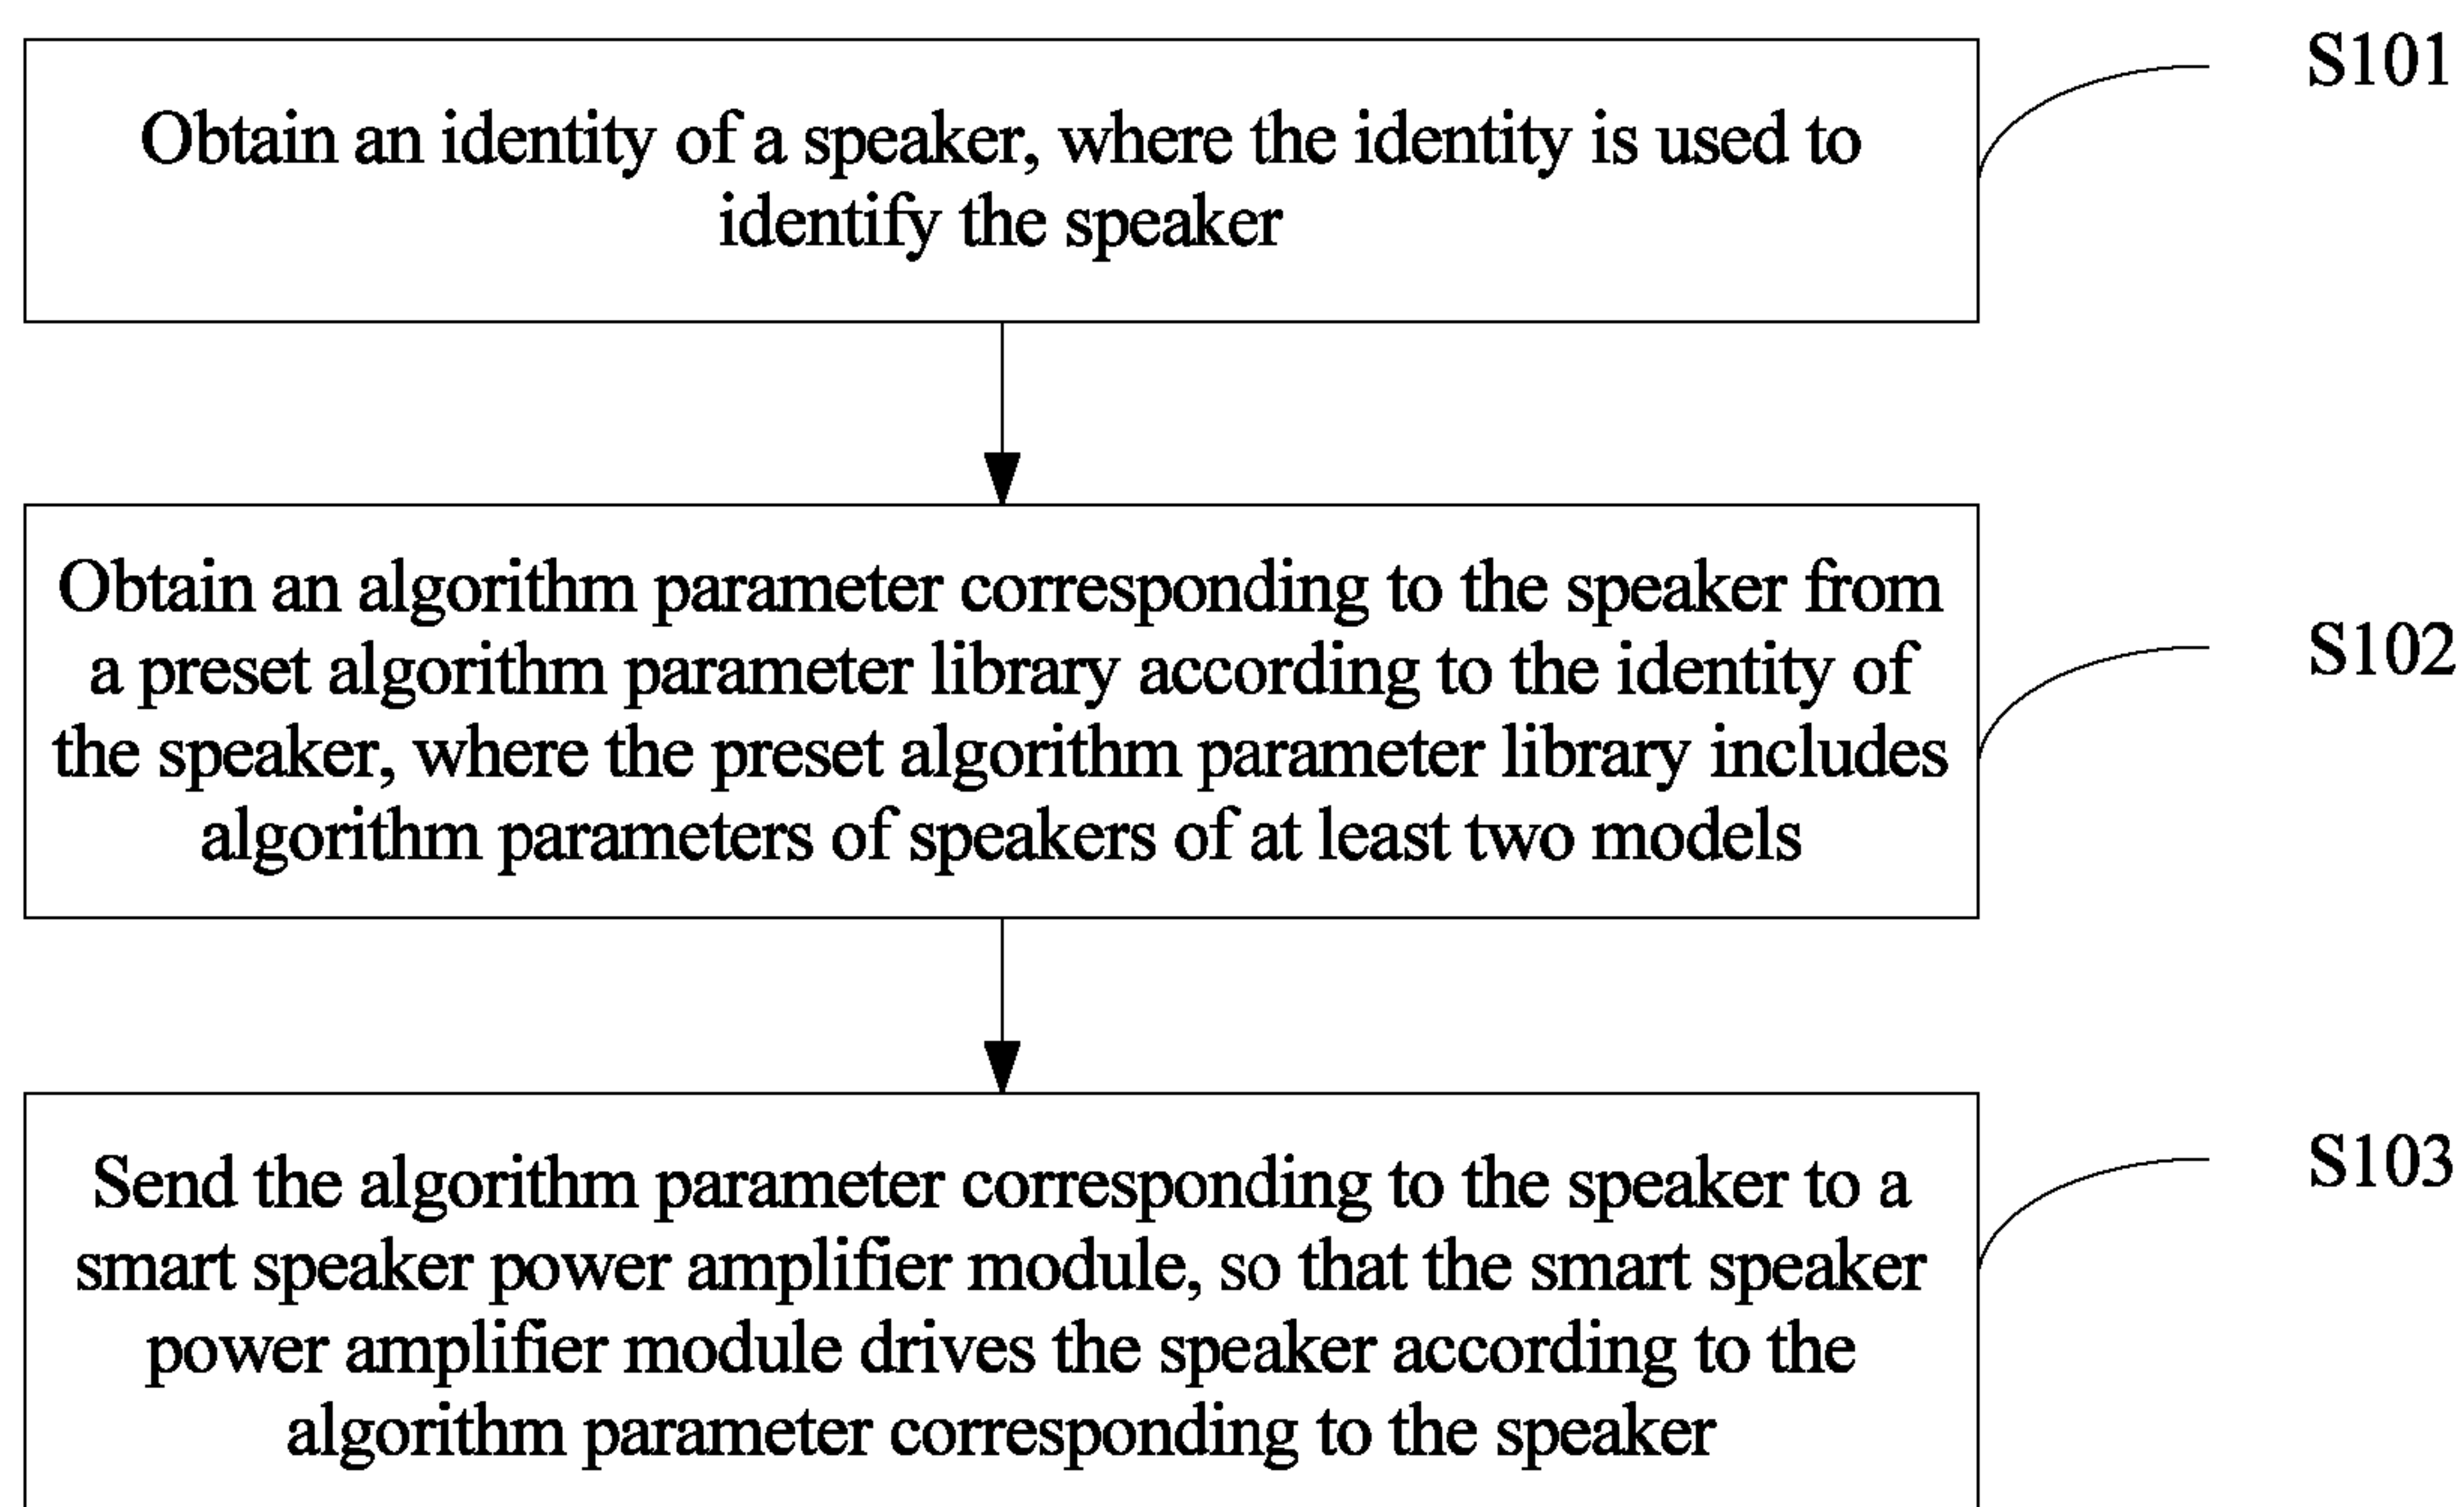 S101
Obtain an identity of a speaker, where the identity is used to
identify the speaker
Obtain an algorithm parameter corresponding to the speaker from
a preset algorithm parameter library according to the identity of
the speaker, where the preset algorithm parameter library includes
algorithm parameters of speakers of at least two models
S102
Send the algorithm parameter corresponding to the speaker to a
smart speaker power amplifier module, so that the smart speaker
power amplifier module drives the speaker according to the
algorithm parameter corresponding to the speaker
S103